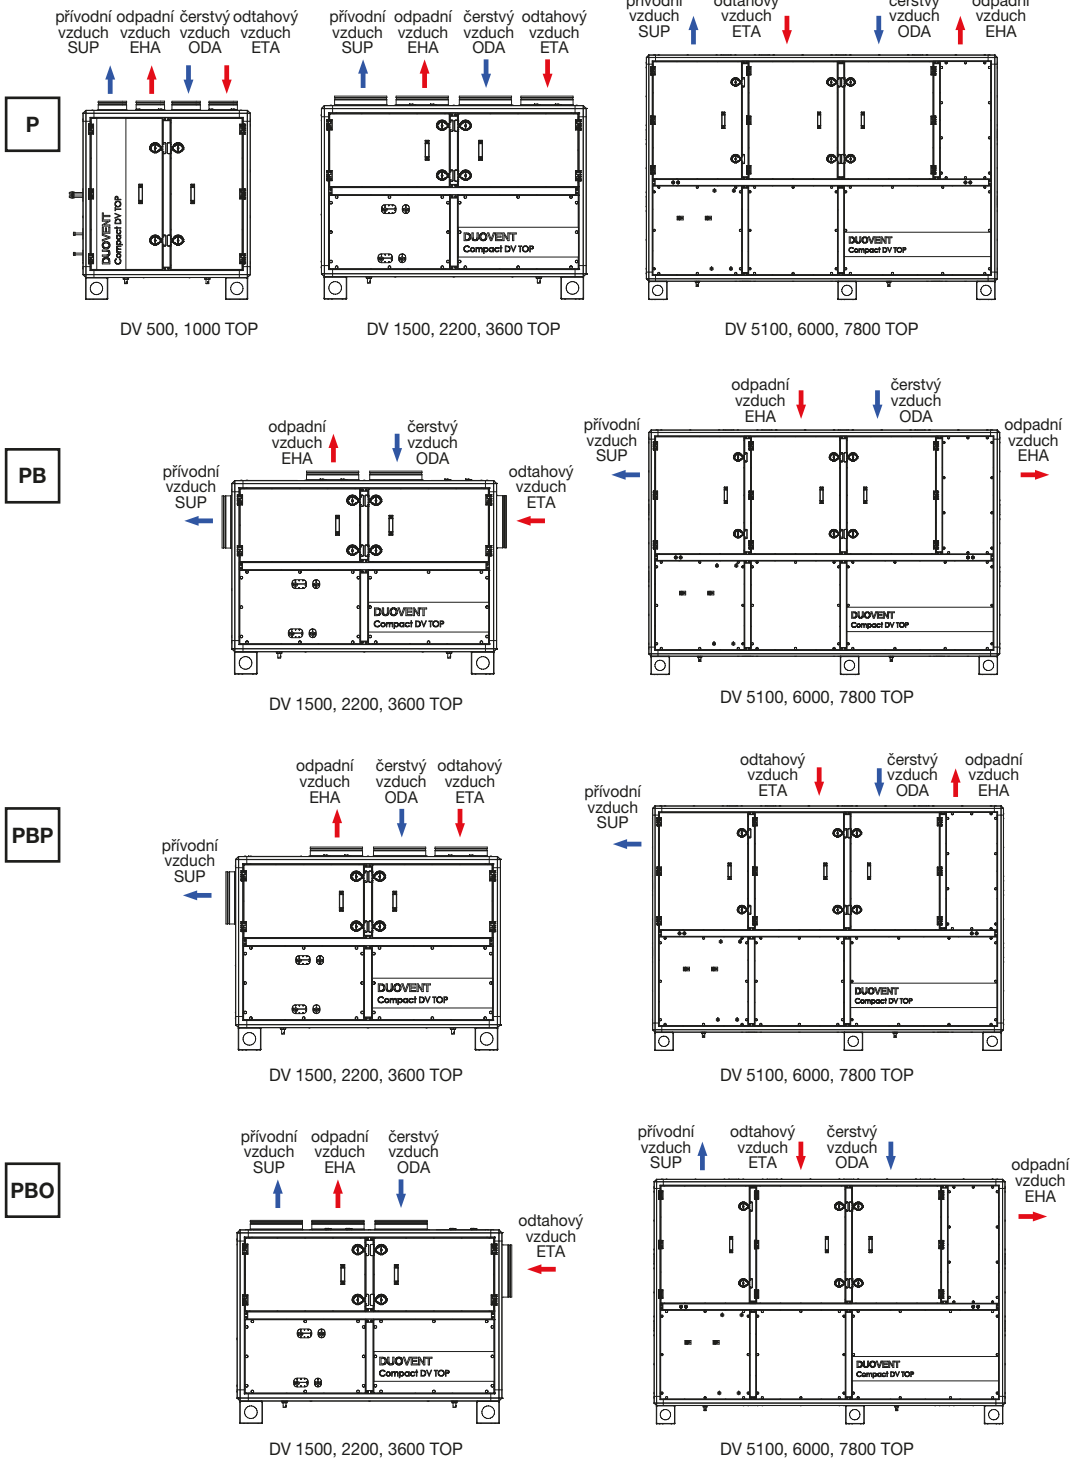 přívodní
vzduch
SUP
odpadní
vzduch
EHA
čerstvý
vzduch
ODA
odtahový
vzduch
ETA
přívodní
vzduch
SUP
odpadní
vzduch
EHA
čerstvý
vzduch
ODA
odtahový
vzduch
ETA
přívodní
vzduch
SUP
odtahový
vzduch
ETA
čerstvý
vzduch
ODA
odpadní
vzduch
EHA
P
DUOVENT
Compact DV TOP
DUOVENT
Compact DV TOP
DUOVENT
Compact DV TOP
DV 500, 1000 TOP
DV 1500, 2200, 3600 TOP
DV 5100, 6000, 7800 TOP
PB
přívodní
vzduch
SUP
odpadní
vzduch
EHA
čerstvý
vzduch
ODA
odtahový
vzduch
ETA
DUOVENT
Compact DV TOP
DV 1500, 2200, 3600 TOP
přívodní
vzduch
SUP
odpadní
vzduch
EHA
čerstvý
vzduch
ODA
odpadní
vzduch
EHA
DUOVENT
Compact DV TOP
DV 5100, 6000, 7800 TOP
PBP
přívodní
vzduch
SUP
odpadní
vzduch
EHA
čerstvý
vzduch
ODA
odtahový
vzduch
ETA
DUOVENT
Compact DV TOP
DV 1500, 2200, 3600 TOP
přívodní
vzduch
SUP
odtahový
vzduch
ETA
čerstvý
vzduch
ODA
odpadní
vzduch
EHA
DUOVENT
Compact DV TOP
DV 5100, 6000, 7800 TOP
PBO
přívodní
vzduch
SUP
odpadní
vzduch
EHA
čerstvý
vzduch
ODA
odtahový
vzduch
ETA
DUOVENT
Compact DV TOP
DV 1500, 2200, 3600 TOP
přívodní
vzduch
SUP
odtahový
vzduch
ETA
čerstvý
vzduch
ODA
odpadní
vzduch
EHA
DUOVENT
Compact DV TOP
DV 5100, 6000, 7800 TOP